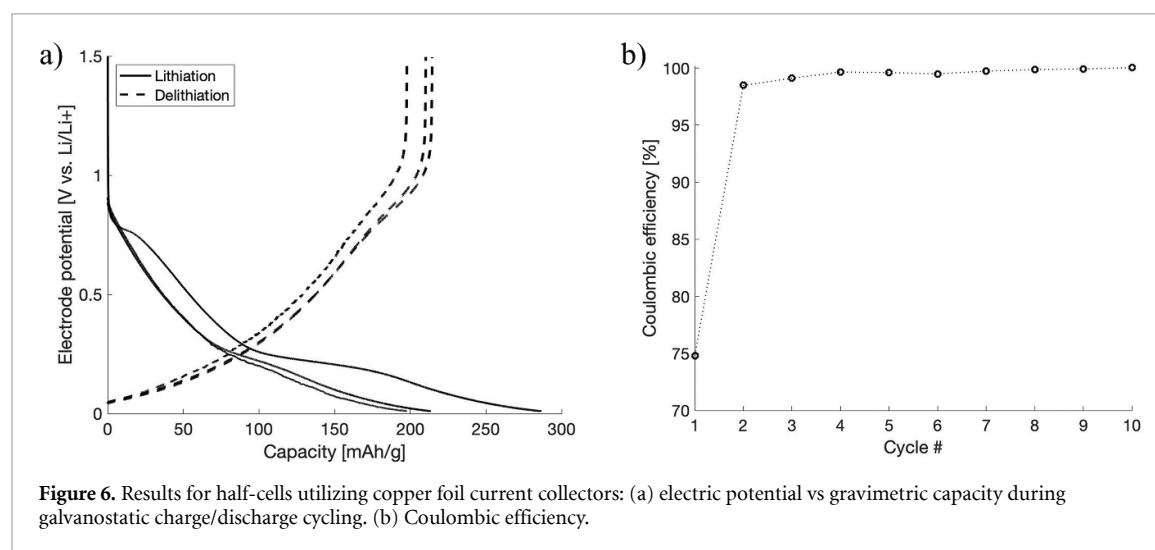 a)
1.5
1
0.5
0
Electrode potential [V vs. Li/Li+]
Lithiation
Delithiation
0 50 100 150 200 250 300
Capacity [mAh/g]
b)
100
95
90
85
80
75
70
Coulombic efficiency [%]
1 2 3 4 5 6 7 8 9 10
Cycle #
Figure 6. Results for half-cells utilizing copper foil current collectors: (a) electric potential vs gravimetric capacity during
galvanostatic charge/discharge cycling. (b) Coulombic efficiency.